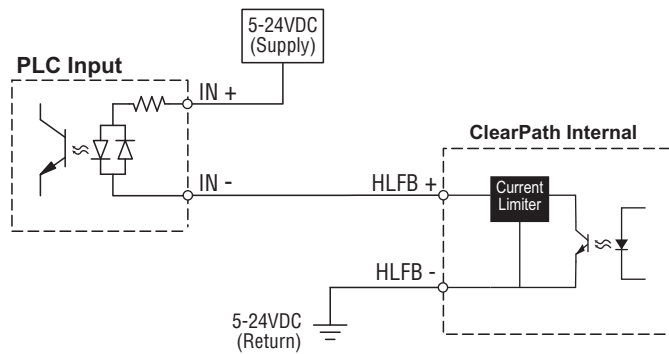 5-24VDC
(Supply)
PLC Input
IN +
ClearPath Internal
IN -
HLFB +
Current
Limiter
HLFB -
5-24VDC
(Return)